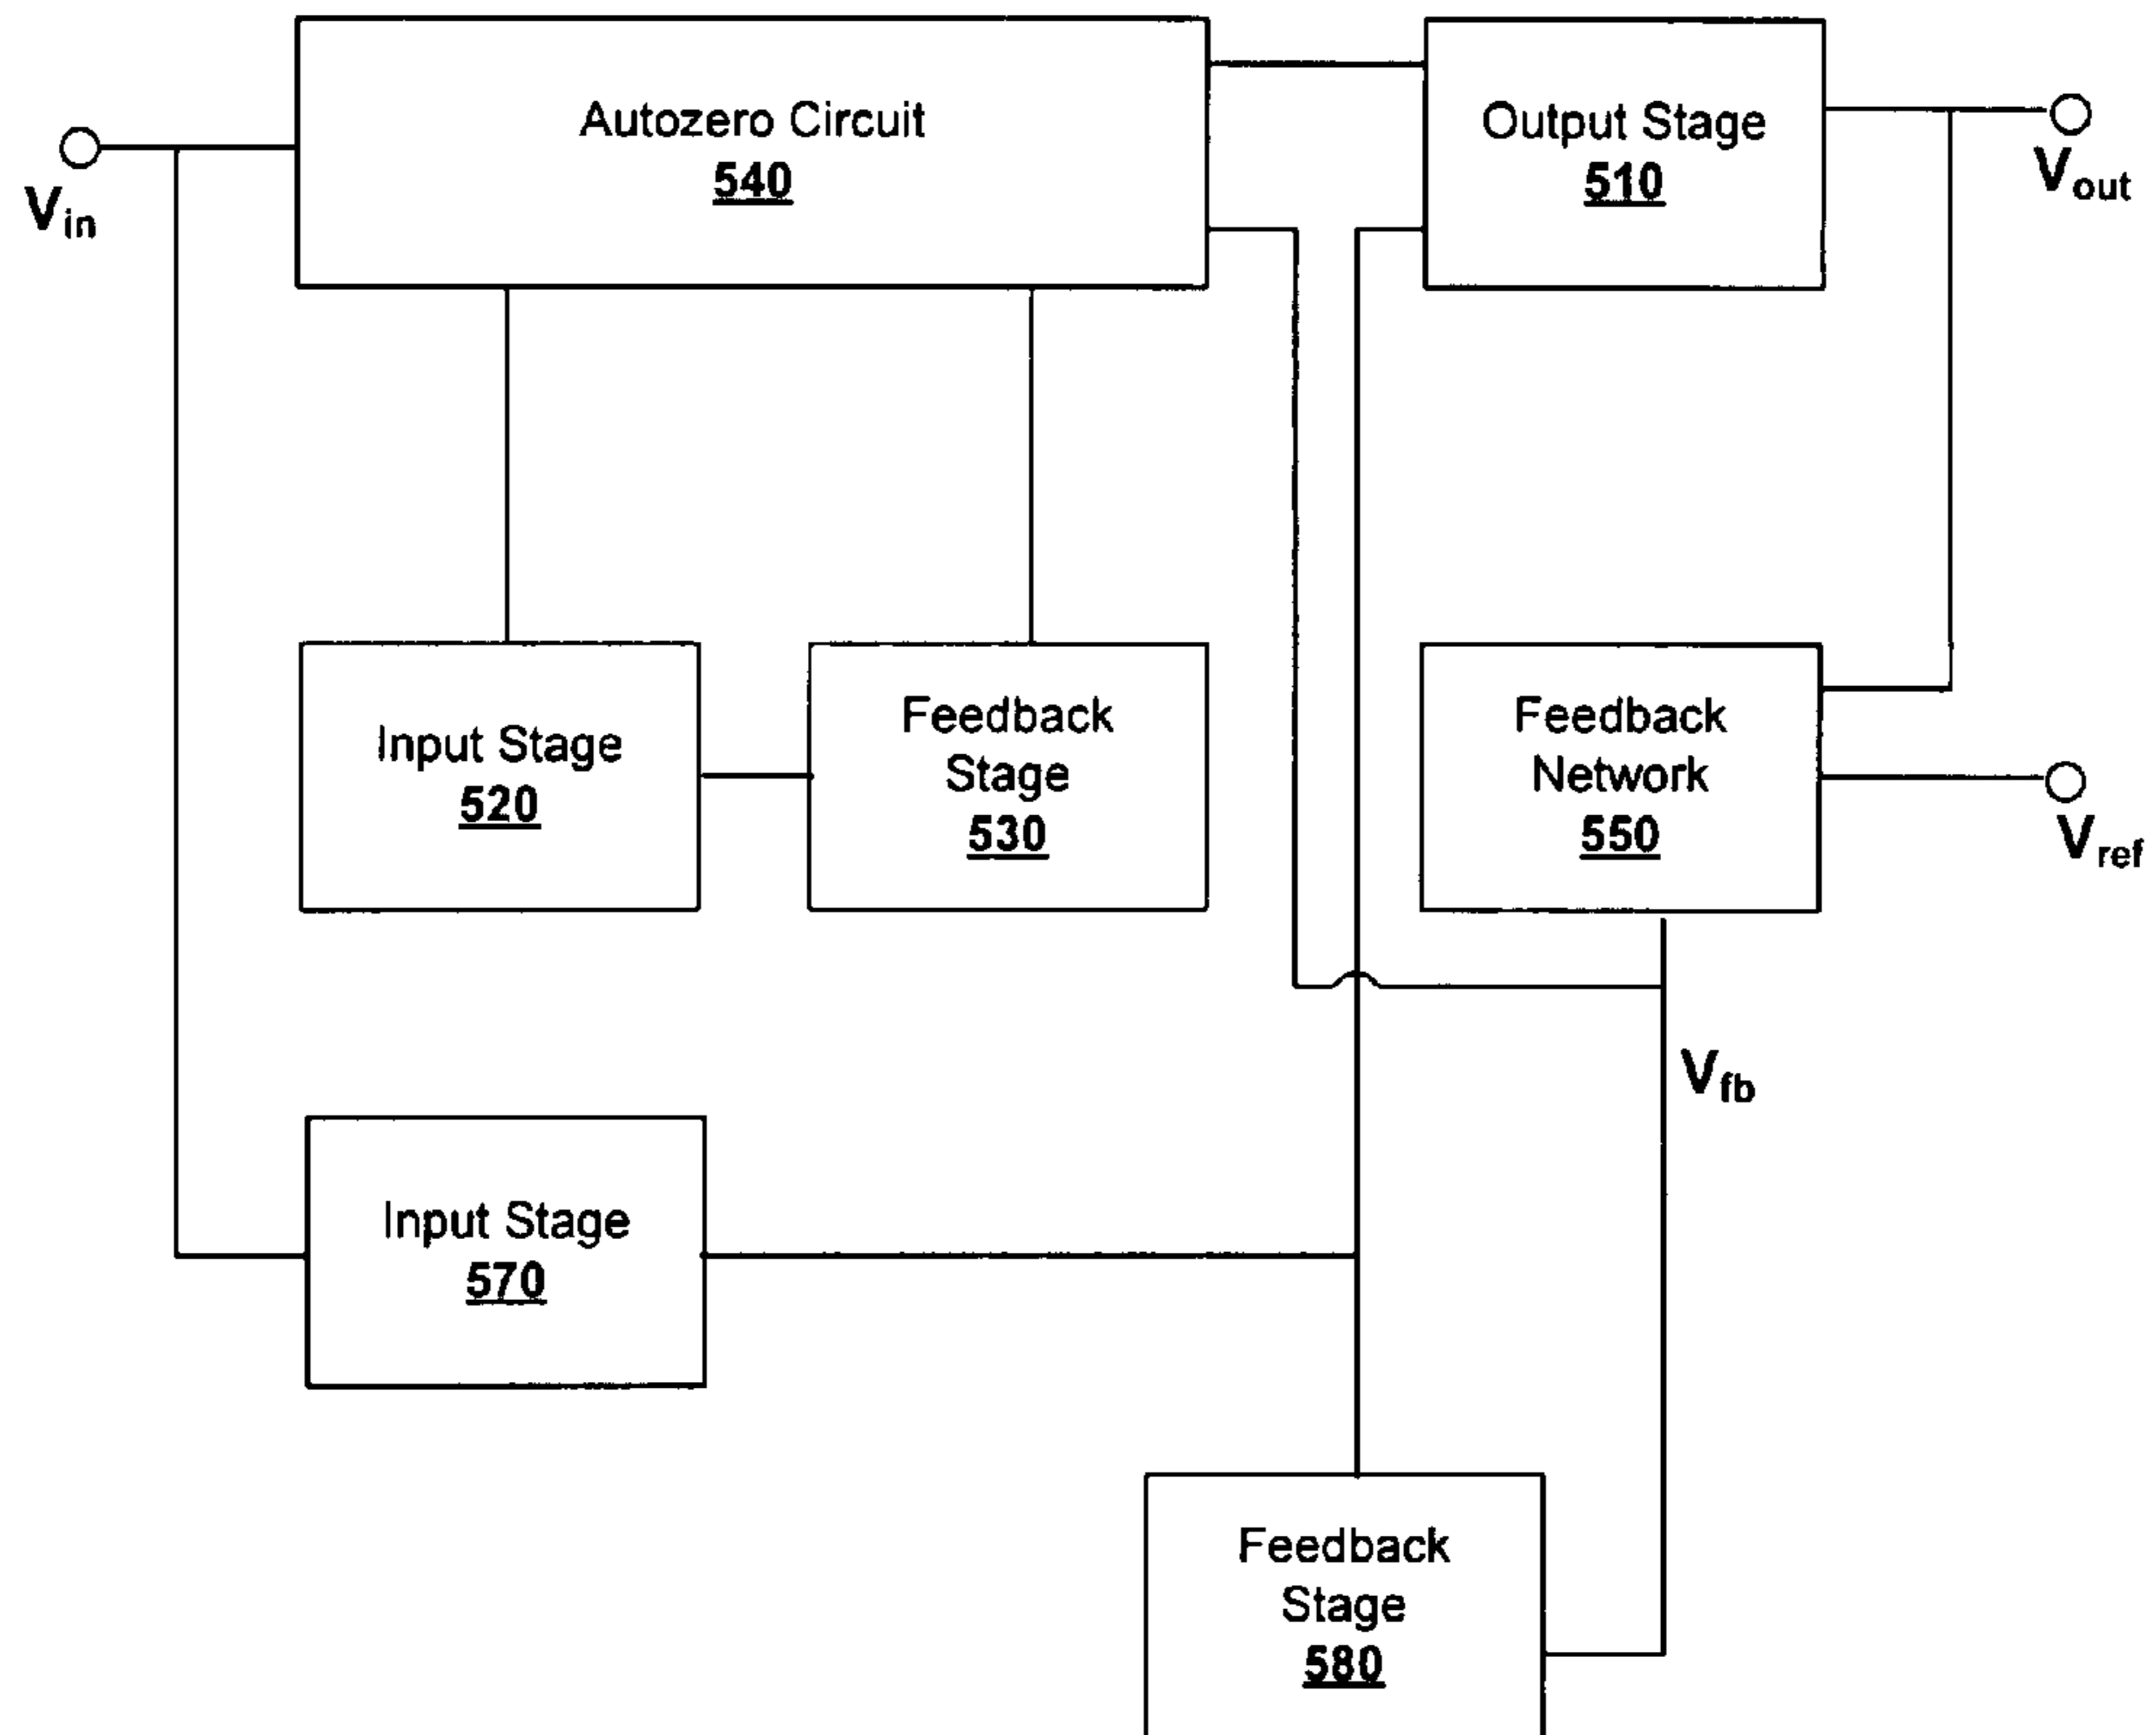 Autozero Circuit
540
Output Stage
510
Vin
Vout
Input Stage
520
Feedback
Stage
530
Feedback
Network
550
Vref
Vfb
Input Stage
570
Feedback
Stage
580